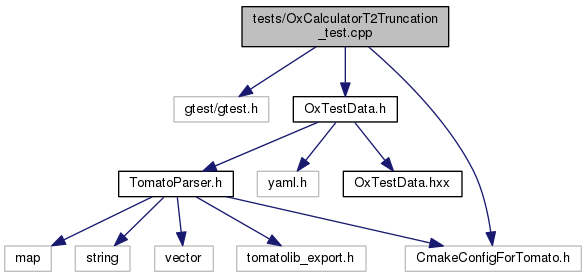 tests/OxCalculatorT2Truncation
_test.cpp
gtest/gtest.h
OxTestData.h
TomatoParser.h
yaml.h
OxTestData.hxx
map
string
vector
tomatolib_export.h
CmakeConfigForTomato.h